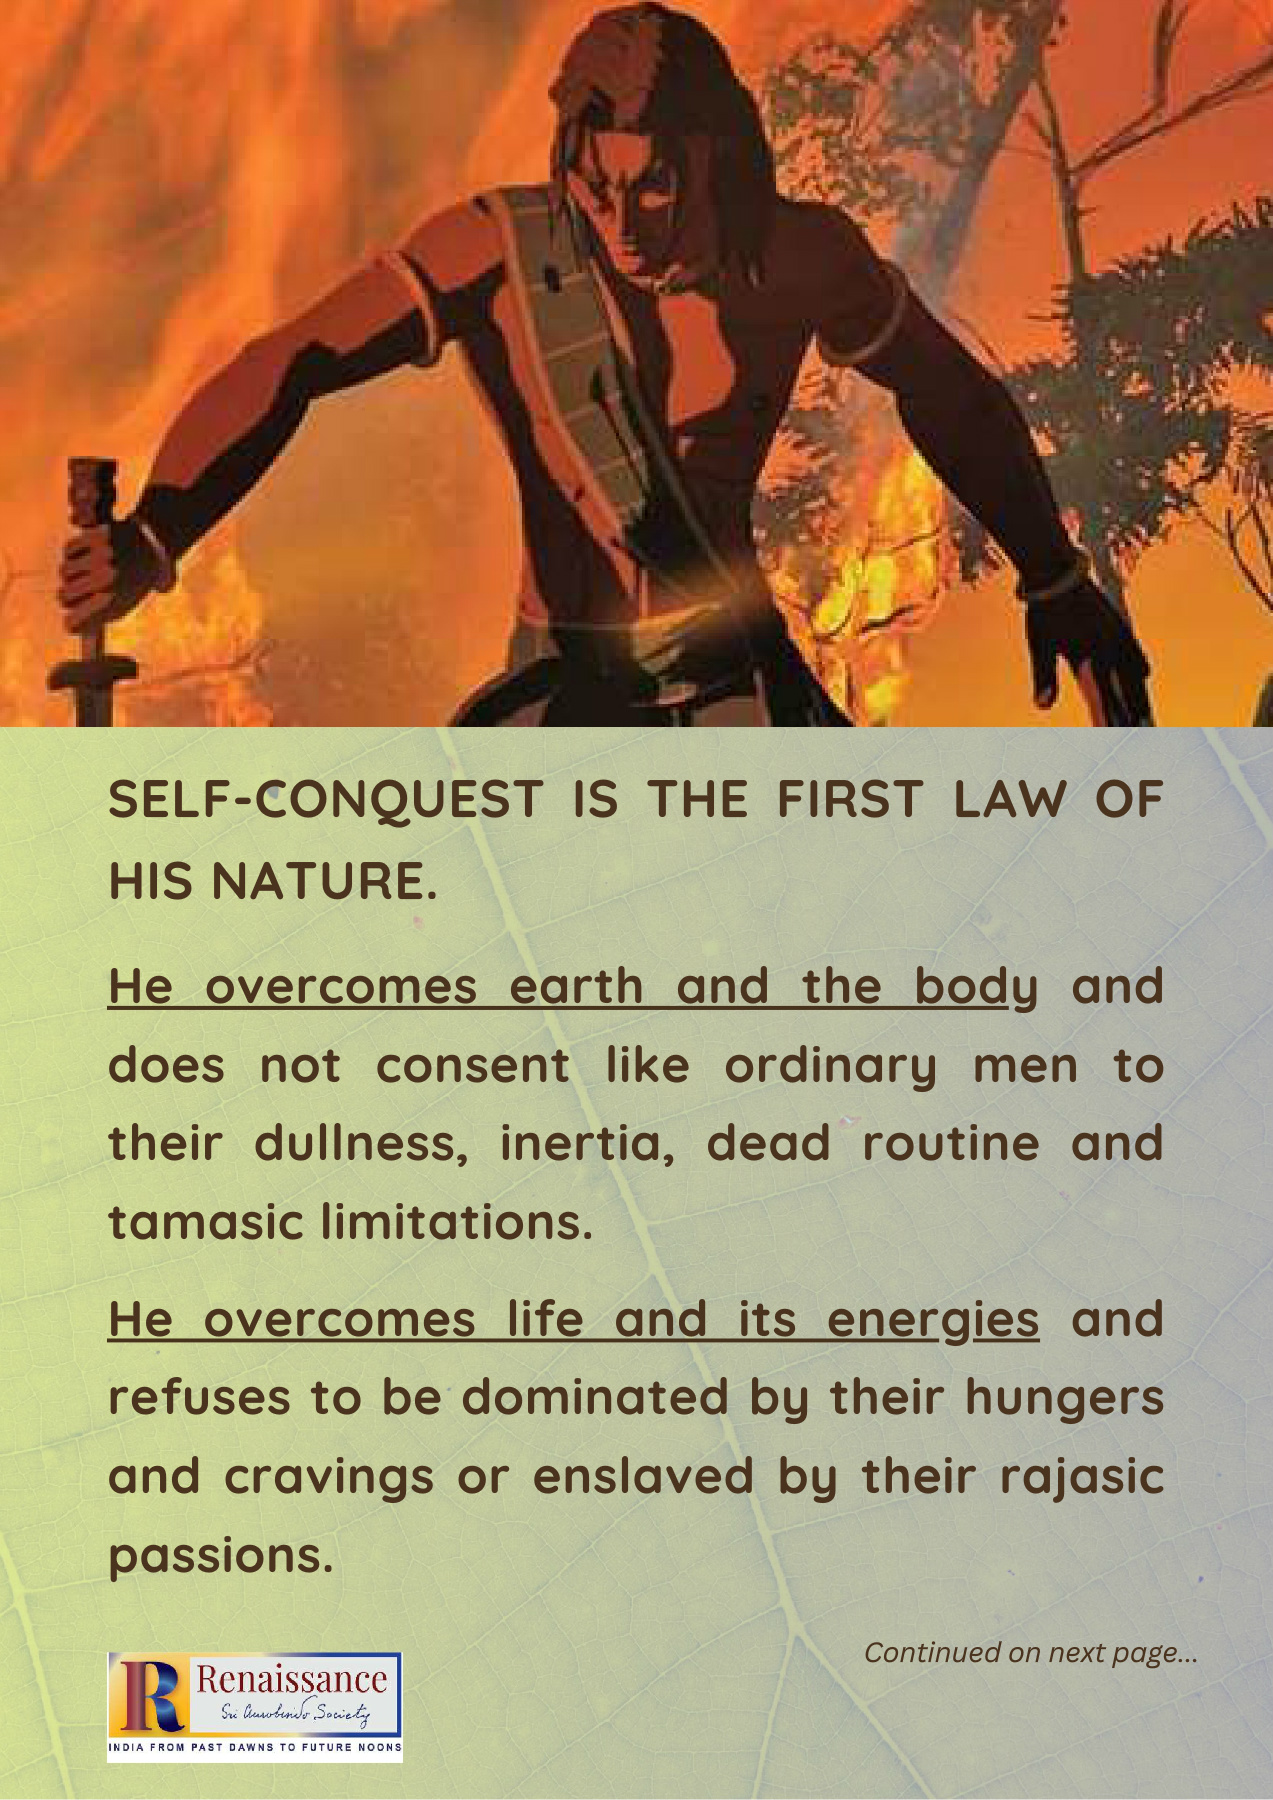 SELF-CONQUEST IS THE FIRST LAW OF
HIS NATURE.
He overcomes earth and the body and
does not consent like ordinary men to
their dullness, inertia, dead routine and
tamasic limitations.
He overcomes life and its energies and
refuses to be dominated by their hungers
and cravings or enslaved by their rajasic
passions.
Continued on next page...
R Renaissance
Sri Aurobindo Society
INDIA FROM PAST DAWNS TO FUTURE NOONS